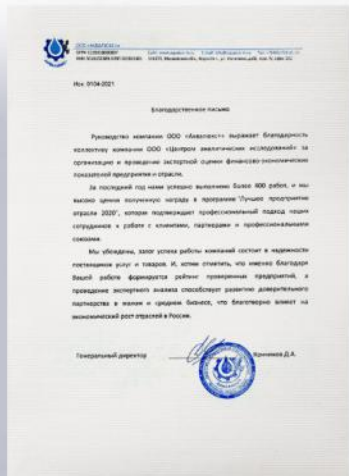 ООО «АКВАЛЮКС+»
Исх. 0104-2021
Благодарственное письмо
Руководство компании ООО «Аквалюкс+» выражает благодарность
коллективу компании ООО «Центром аналитических исследований» за
организацию и проведение экспертной оценки финансово-экономических
показателей предприятия и отрасли.
За последний год нами успешно выполнено более 400 работ, и мы
высоко ценим полученную награду в программе "Лучшее предприятие
отрасли 2020", которая подтверждает профессиональный подход наших
сотрудников к работе с клиентами, партнерами и профессиональными
союзами.
Мы убеждены, залог успеха работы компаний состоит в надежности
поставщиков услуг и товаров. И, хотим отметить, что именно благодаря
Вашей работе формируется рейтинг проверенных предприятий, а
проведение экспертного анализа способствует развитию доверительного
партнерства в малом и среднем бизнесе, что благотворно влияет на
экономический рост отраслей в России.
Генеральный директор Д.А.